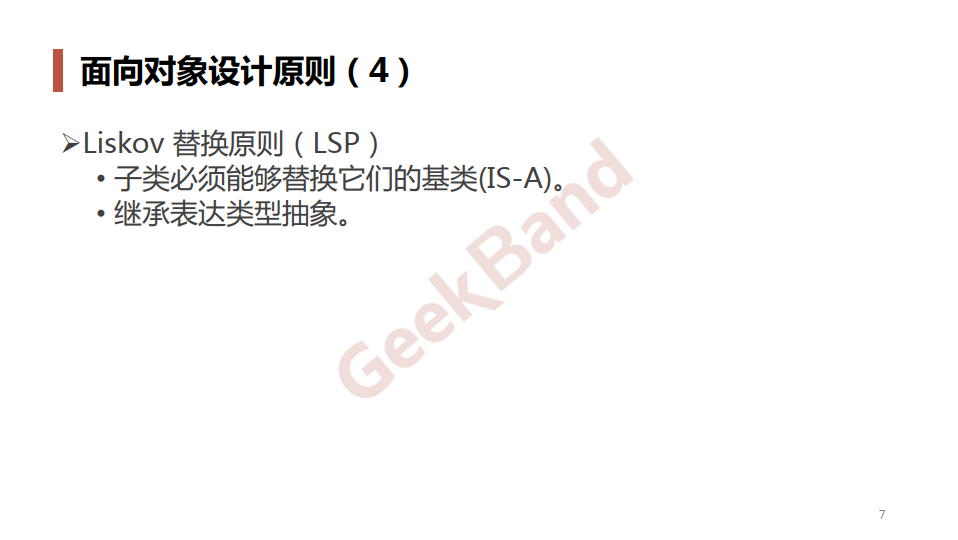 面向对象设计原则（4）
➢Liskov 替换原则（LSP）
• 子类必须能够替换它们的基类(IS-A)。
• 继承表达类型抽象。
GeekBand
7